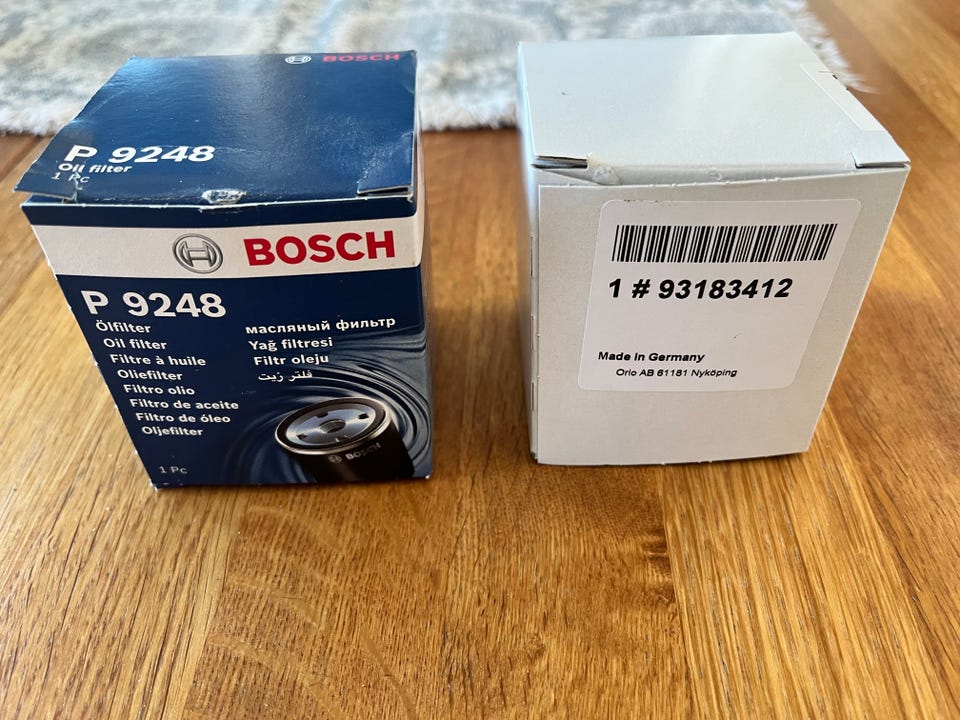 BOSCH
P 9248
Oil filter
1 Pc
BOSCH
P 9248
Ölfilter
Oil filter
Filtre à huile
Oliefilter
Filtro olio
Filtro de aceite
Filtro de óleo
Oljefilter
масляный фильтр
Yağ filtresi
Filtr oleju
فلتر زيت
BOSCH
1 Pc
1 # 93183412
Made in Germany
Orio AB 61181 Nyköping